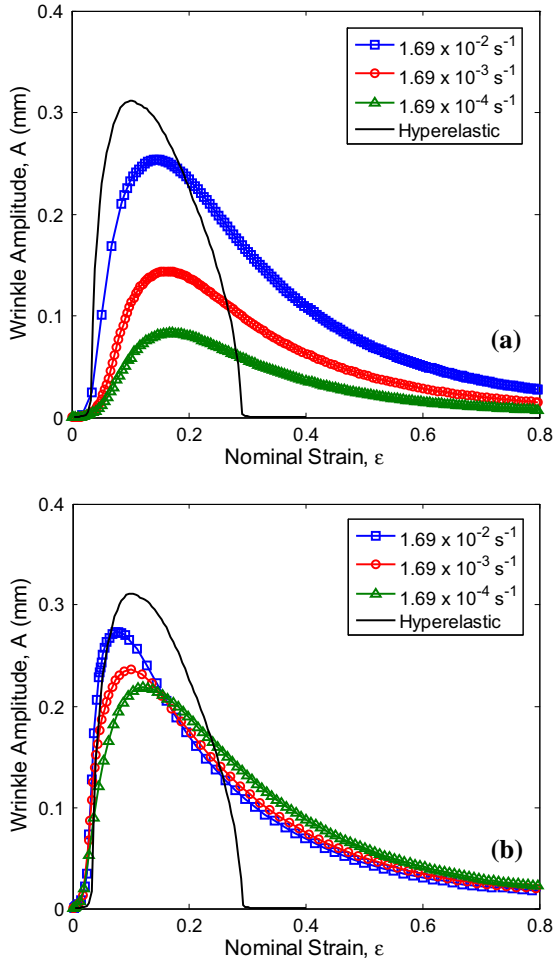 0.4
0.3
0.2
0.1
0
Wrinkle Amplitude, A (mm)
1.69 x 10⁻² s⁻¹
1.69 x 10⁻³ s⁻¹
1.69 x 10⁻⁴ s⁻¹
Hyperelastic
(a)
0 0.2 0.4 0.6 0.8
Nominal Strain, ε
0.4
0.3
0.2
0.1
0
Wrinkle Amplitude, A (mm)
1.69 x 10⁻² s⁻¹
1.69 x 10⁻³ s⁻¹
1.69 x 10⁻⁴ s⁻¹
Hyperelastic
(b)
0 0.2 0.4 0.6 0.8
Nominal Strain, ε